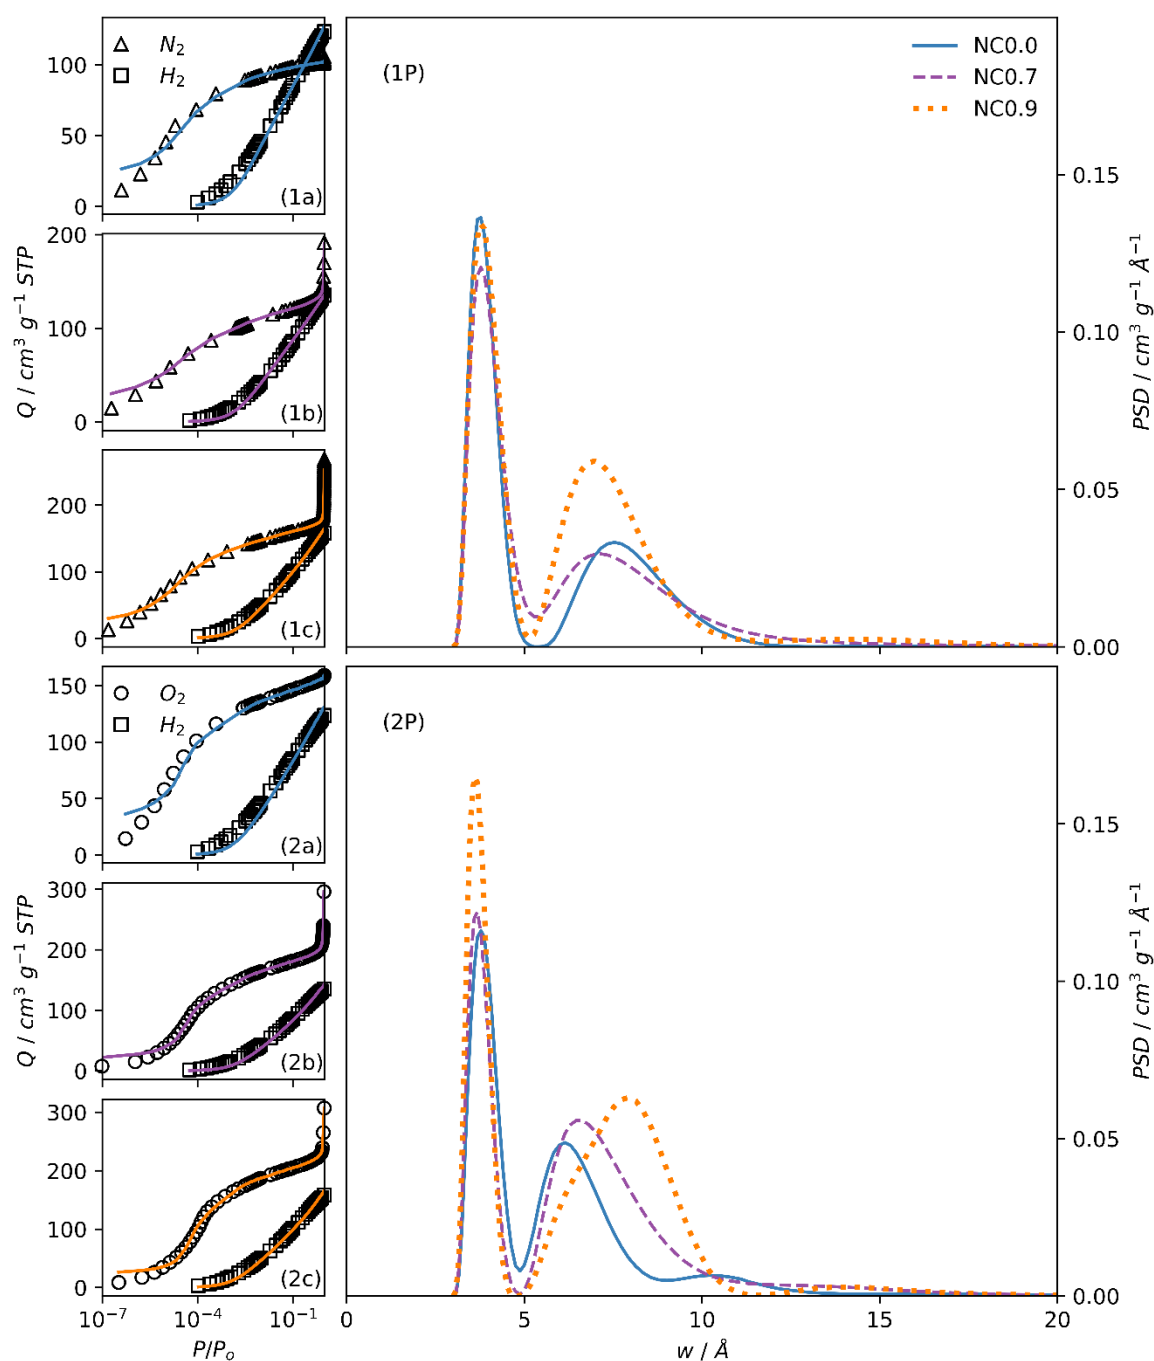 N₂
H₂
100
50
0
(1a)
200
100
0
(1b)
200
100
0
(1c)
Q / cm³ g⁻¹ STP
(1P)
NC0.0
NC0.7
NC0.9
0.15
0.10
0.05
0.00
PSD / cm³ g⁻¹ Å⁻¹
O₂
H₂
150
100
50
0
(2a)
300
200
100
0
(2b)
300
200
100
0
(2c)
Q / cm³ g⁻¹ STP
10⁻⁷ 10⁻⁴ 10⁻¹
P/Pₒ
(2P)
0.15
0.10
0.05
0.00
PSD / cm³ g⁻¹ Å⁻¹
0 5 10 15 20
w / Å